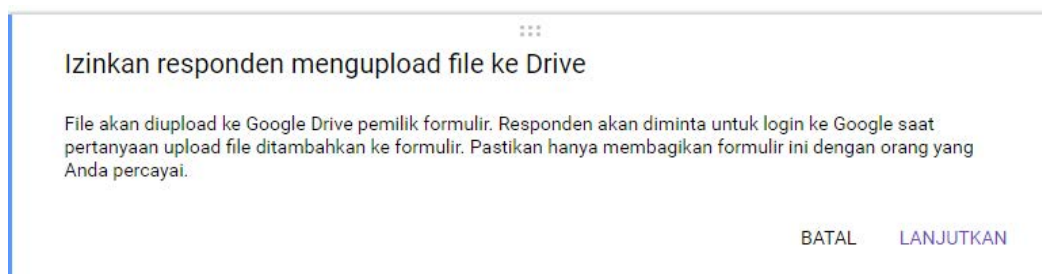 Izinkan responden mengupload file ke Drive
File akan diupload ke Google Drive pemilik formulir. Responden akan diminta untuk login ke Google saat
pertanyaan upload file ditambahkan ke formulir. Pastikan hanya membagikan formulir ini dengan orang yang
Anda percayai.
BATAL LANJUTKAN